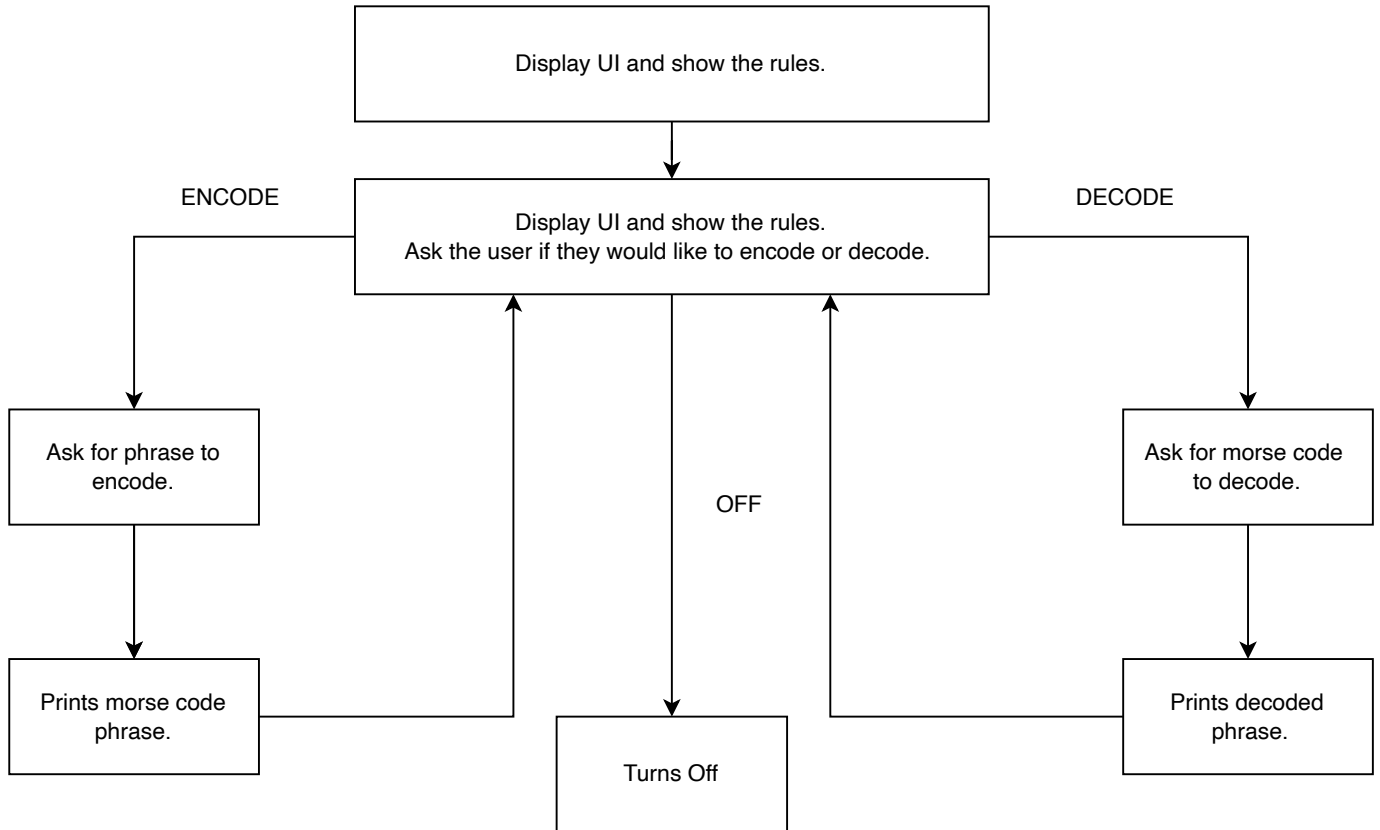 Display UI and show the rules.
ENCODE
DECODE
Display UI and show the rules.
Ask the user if they would like to encode or decode.
Ask for phrase to
encode.
Ask for morse code
to decode.
OFF
Prints morse code
phrase.
Prints decoded
phrase.
Turns Off